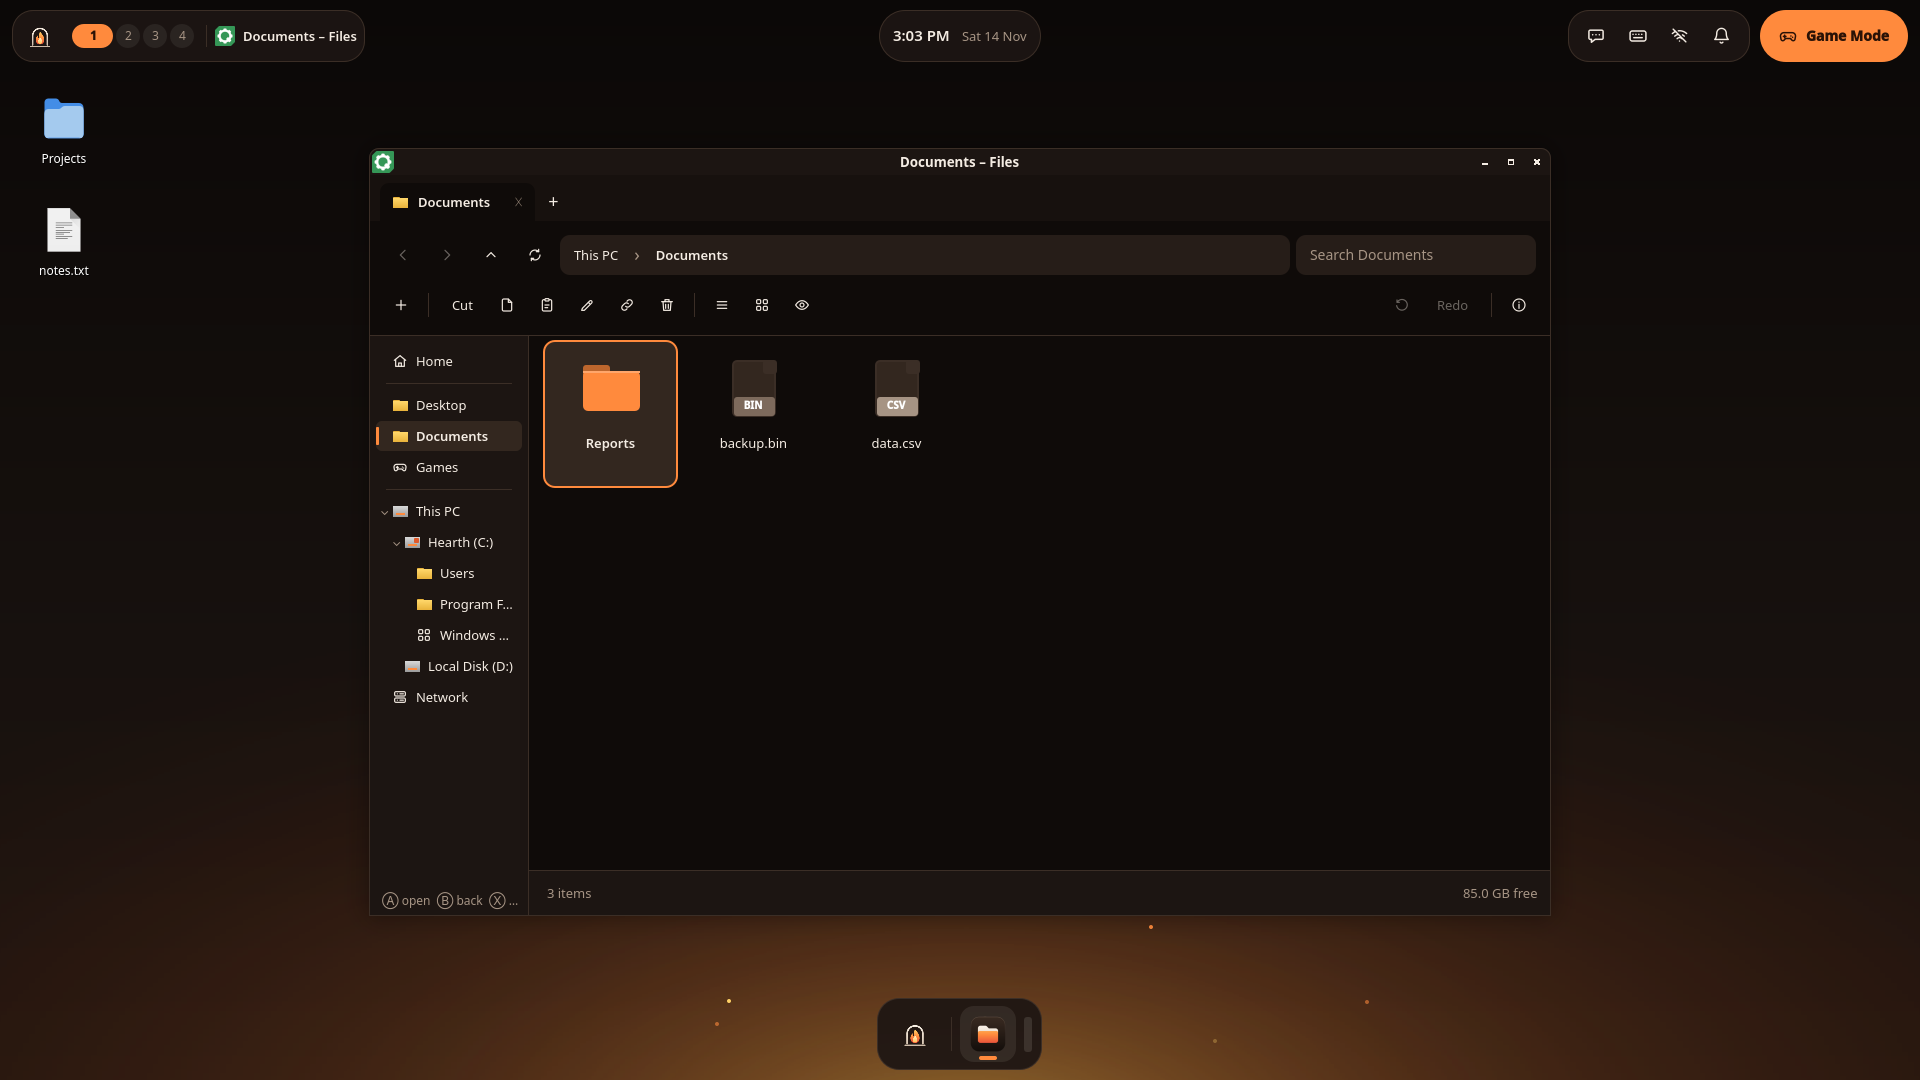 1 2 3 4 Documents – Files
3:03 PM Sat 14 Nov
Game Mode
Projects
notes.txt
Documents – Files
Documents X +
This PC › Documents
Search Documents
Cut
Redo
Home
Desktop
Documents
Games
This PC
Hearth (C:)
Users
Program F...
Windows ...
Local Disk (D:)
Network
A open B back X ...
Reports
BIN
backup.bin
CSV
data.csv
3 items
85.0 GB free